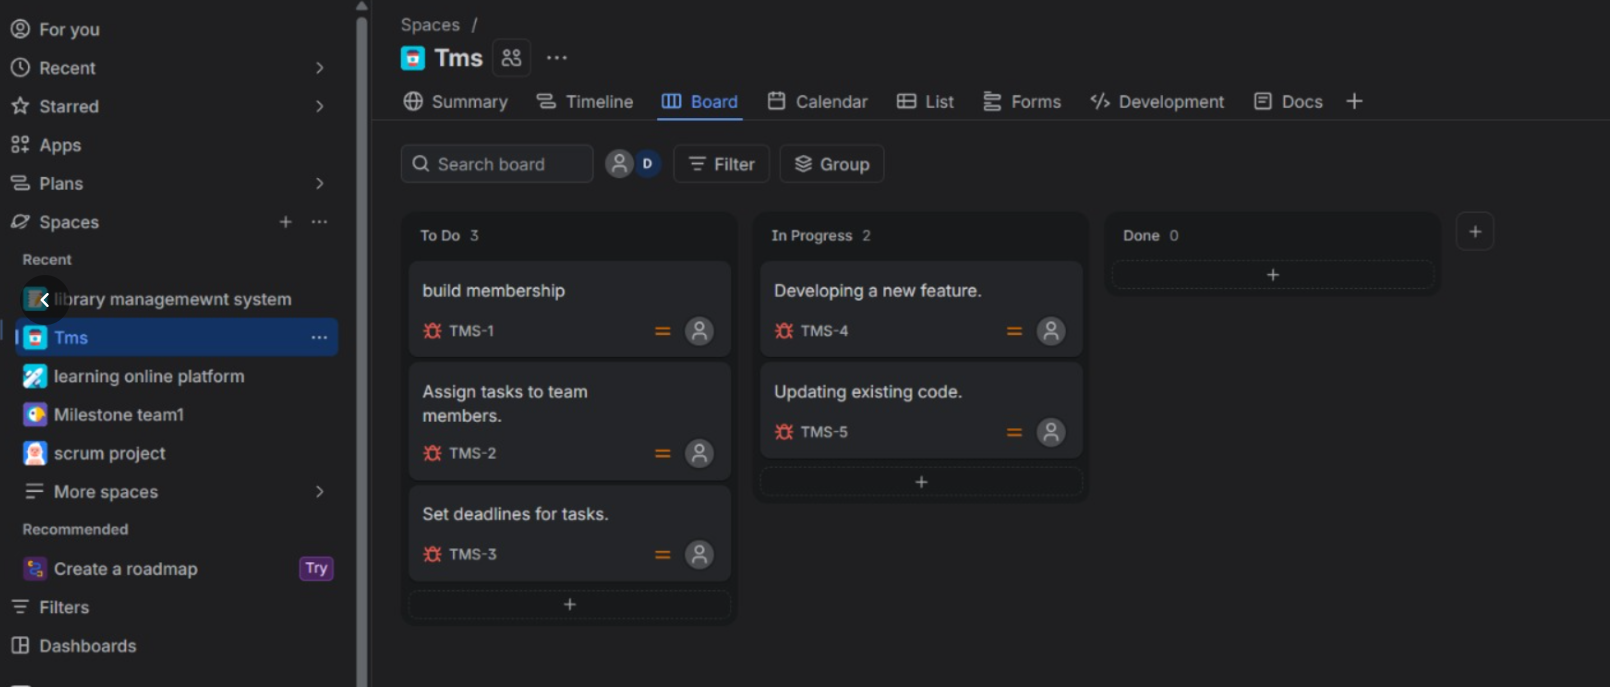 For you
Recent
Starred
Apps
Plans
Spaces
Recent
library managemewnt system
Tms
learning online platform
Milestone team1
scrum project
More spaces
Recommended
Create a roadmap Try
Filters
Dashboards
Spaces /
Tms
Summary Timeline Board Calendar List Forms Development Docs
Search board D Filter Group
To Do 3
build membership
TMS-1
Assign tasks to team
members.
TMS-2
Set deadlines for tasks.
TMS-3
In Progress 2
Developing a new feature.
TMS-4
Updating existing code.
TMS-5
Done 0